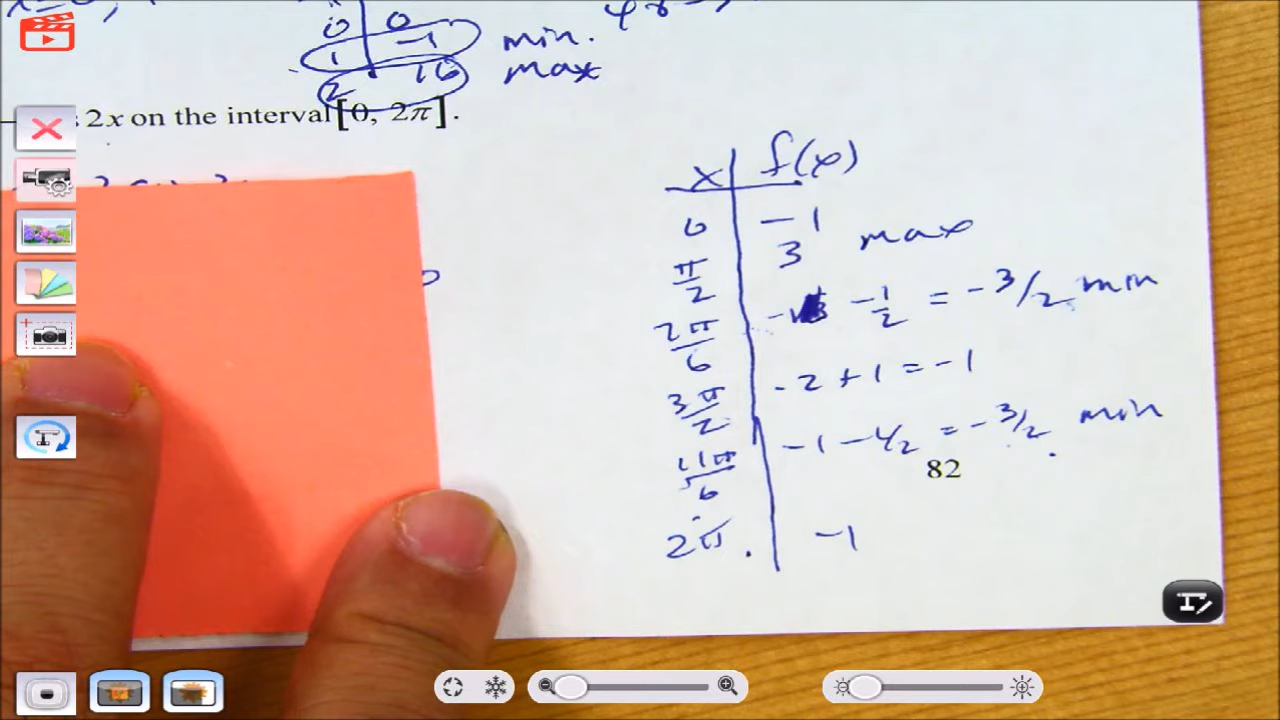 0 0
1 -1 min.
2 16 max
2x on the interval [0, 2π].
x f(x)
0 -1
π/2 3 max
2π/6 -1 -1/2 = -3/2 min
3π/2 -2 + 1 = -1
11π/6 -1 - 1/2 = -3/2 min
82
2π. -1